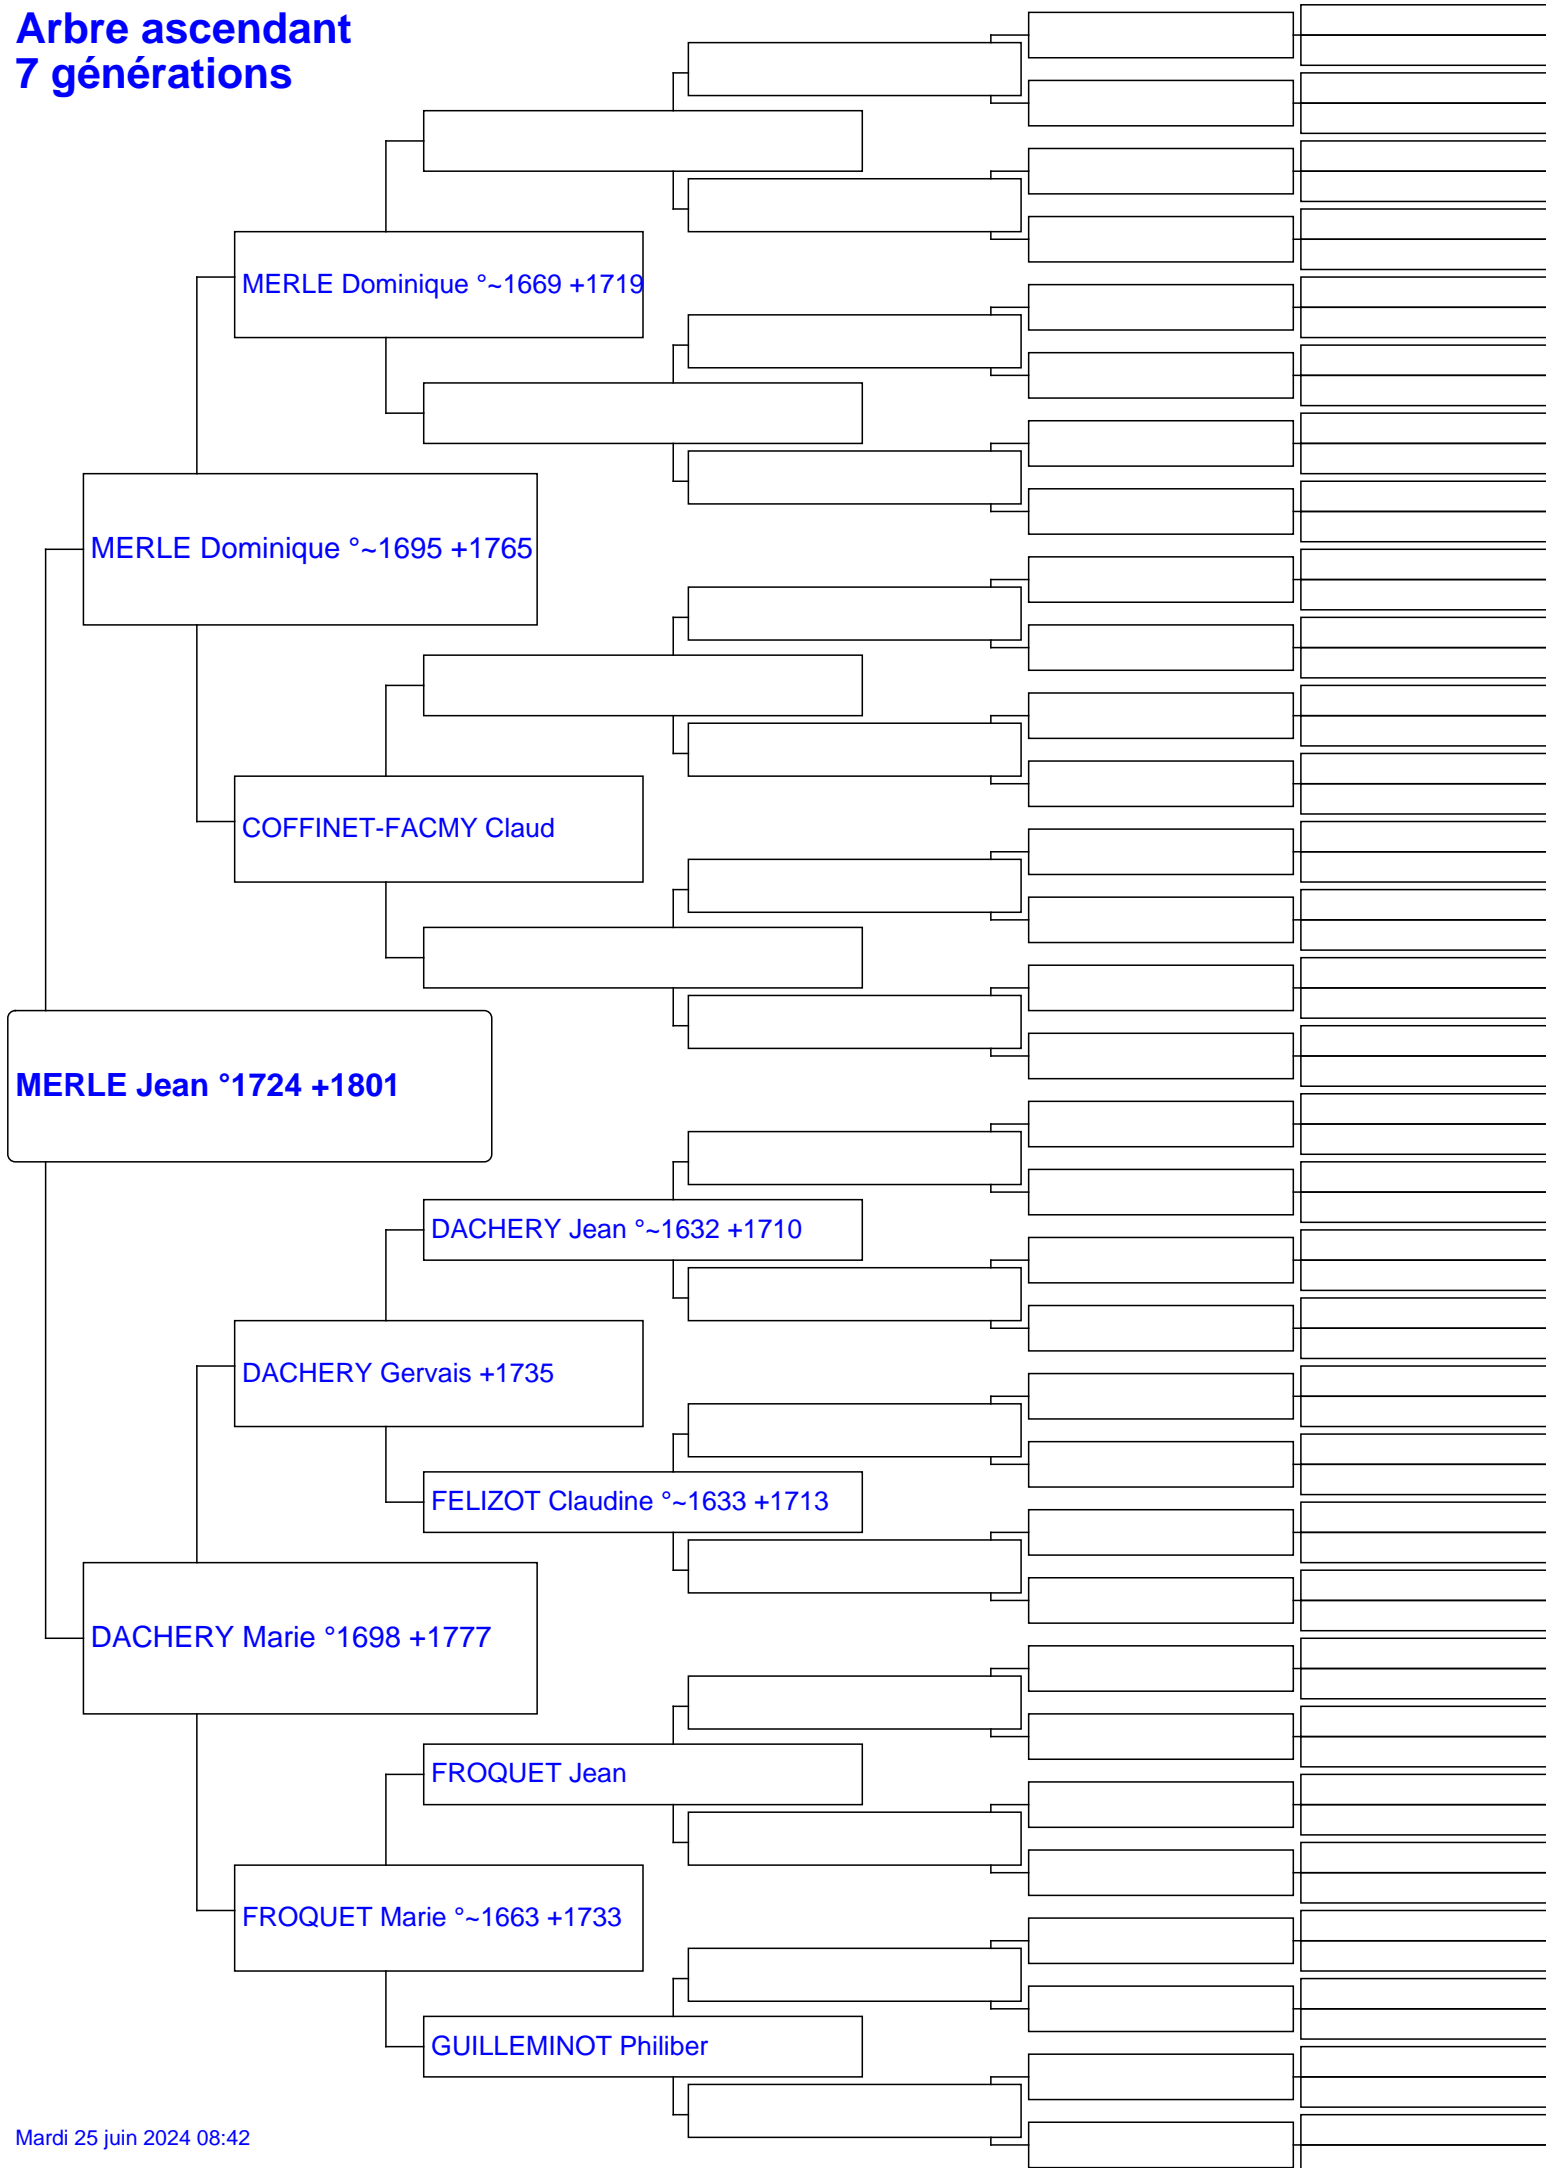 Arbre ascendant
7 générations
MERLE Dominique °~1669 +1719
MERLE Dominique °~1695 +1765
COFFINET-FACMY Claud
MERLE Jean °1724 +1801
DACHERY Jean °~1632 +1710
DACHERY Gervais +1735
FELIZOT Claudine °~1633 +1713
DACHERY Marie °1698 +1777
FROQUET Jean
FROQUET Marie °~1663 +1733
GUILLEMINOT Philiber
Mardi 25 juin 2024 08:42